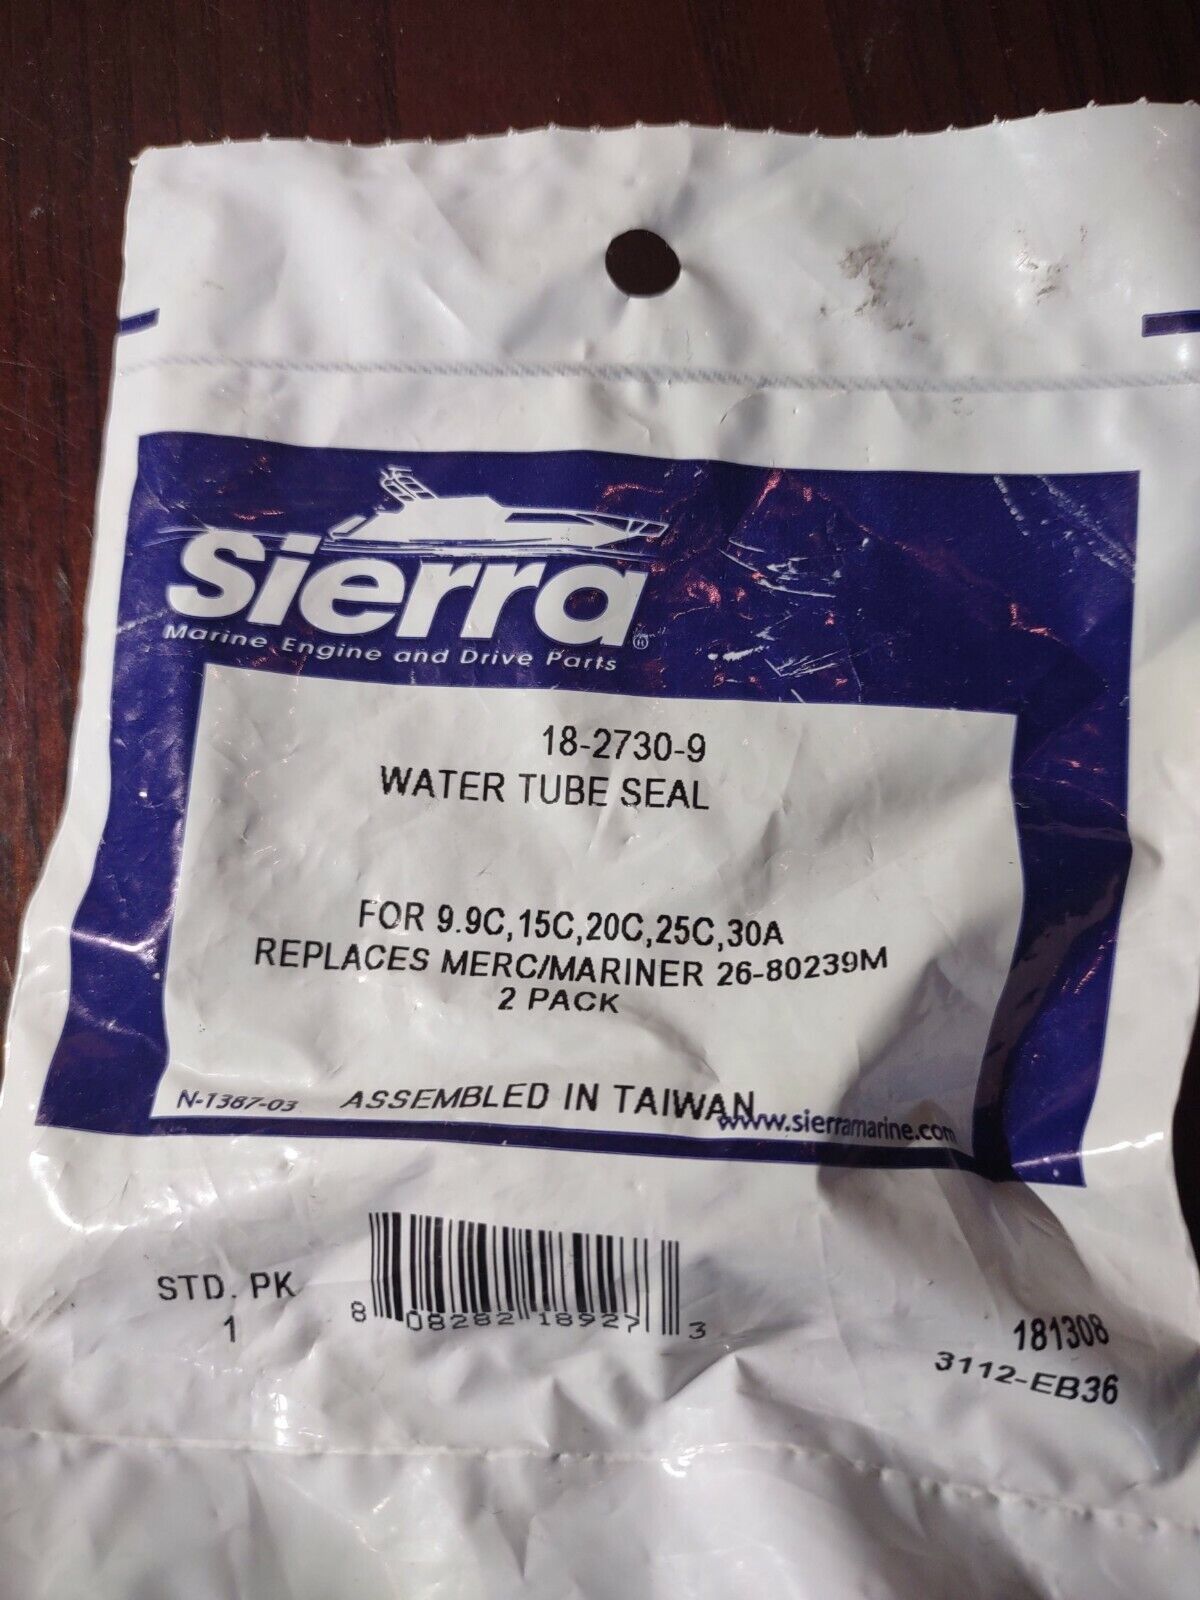 Sierra®
Marine Engine and Drive Parts
18-2730-9
WATER TUBE SEAL
FOR 9.9C,15C,20C,25C,30A
REPLACES MERC/MARINER 26-80239M
2 PACK
N-1387-03 ASSEMBLED IN TAIWAN
www.sierramarine.com
STD. PK
1
8 08282 18927 3
181308
3112-EB36